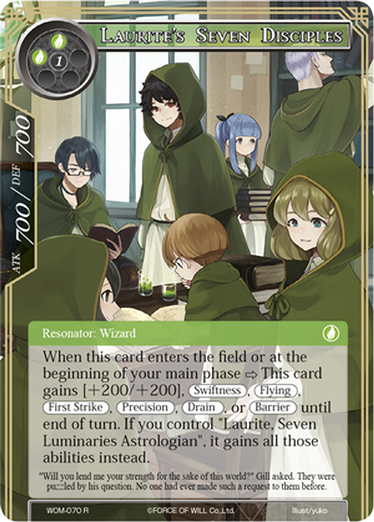 Laurite's Seven Disciples
1
ATK 700 / DEF 700
Resonator: Wizard
When this card enters the field or at the
beginning of your main phase ⇨ This card
gains [+200/+200], Swiftness, Flying,
First Strike, Precision, Drain, or Barrier until
end of turn. If you control "Laurite, Seven
Luminaries Astrologian", it gains all those
abilities instead.
"Will you lend me your strength for the sake of this world?" Gill asked. They were
puzzled by his question. No one had ever made such a request to them before.
WOM-070 R
©FORCE OF WILL Co.,Ltd.
Illust/yuko